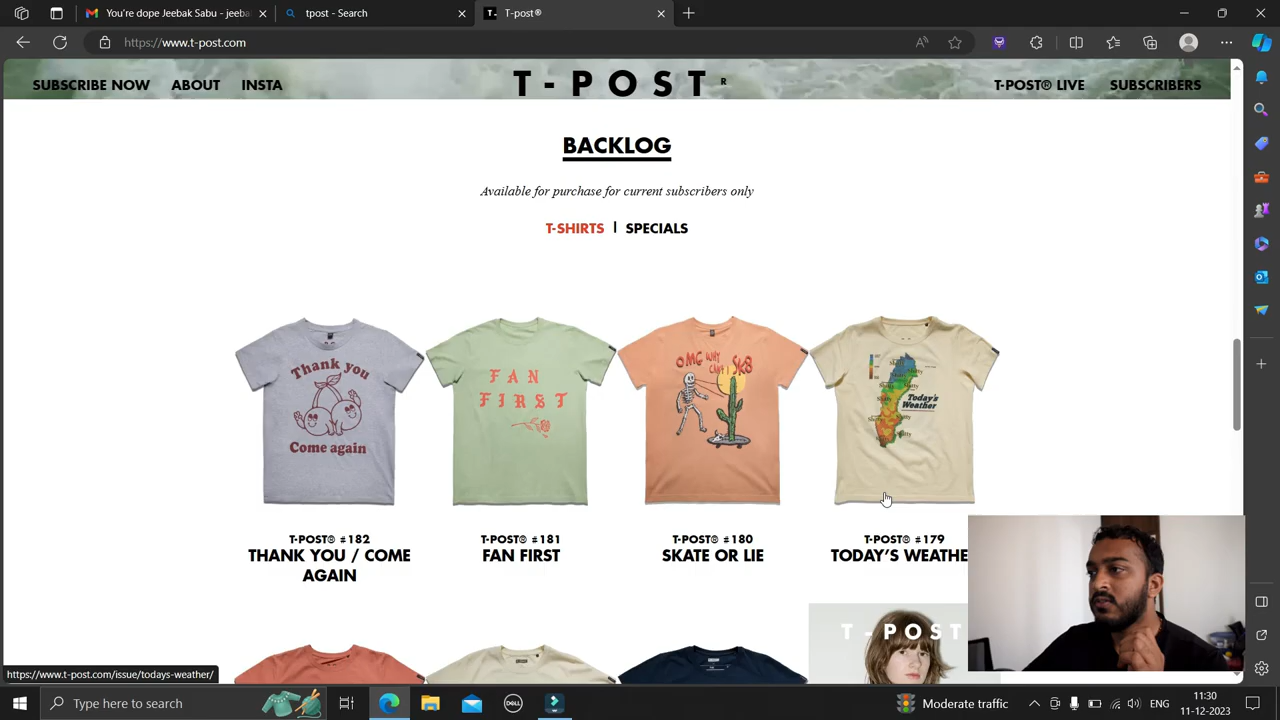 You're dope Jeebak Sabu - jeeba
tpost - Search
T-post®
https://www.t-post.com
SUBSCRIBE NOW ABOUT INSTA
T-POST R
T-POST® LIVE SUBSCRIBERS
BACKLOG
Available for purchase for current subscribers only
T-SHIRTS | SPECIALS
Thank you
Come again
FAN
FIRST
OMG WHY
CAN'T I SK8
Today's
Weather
T-POST® #182
THANK YOU / COME
AGAIN
T-POST® #181
FAN FIRST
T-POST® #180
SKATE OR LIE
T-POST® #179
TODAY'S WEATHE
T-POST
https://www.t-post.com/issue/todays-weather/
Type here to search
DELL
Moderate traffic
ENG
11:30
11-12-2023